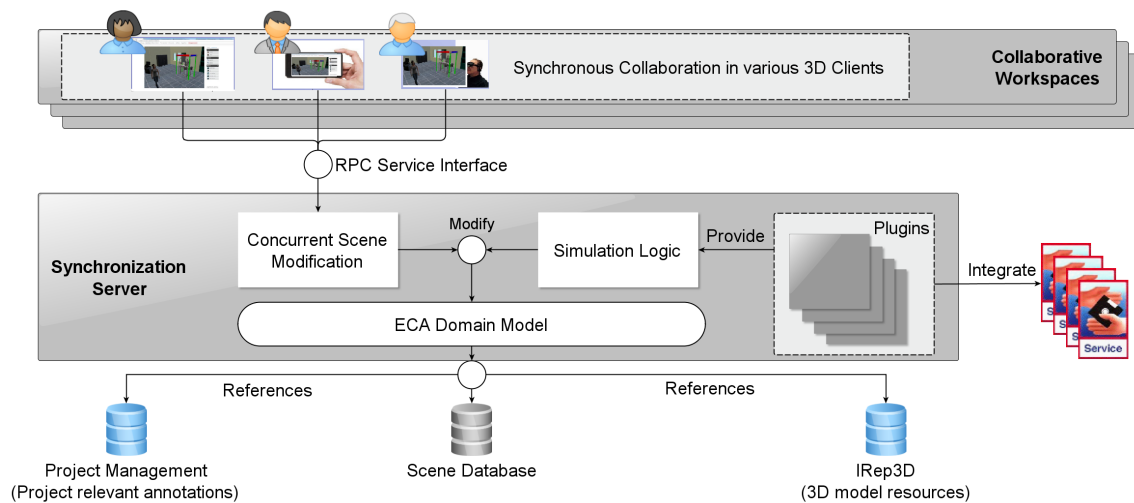 Synchronous Collaboration in various 3D Clients
Collaborative
Workspaces
RPC Service Interface
Synchronization
Server
Concurrent Scene
Modification
Modify
Simulation Logic
Provide
Plugins
Integrate
Service
ECA Domain Model
References
References
Project Management
(Project relevant annotations)
Scene Database
IRep3D
(3D model resources)